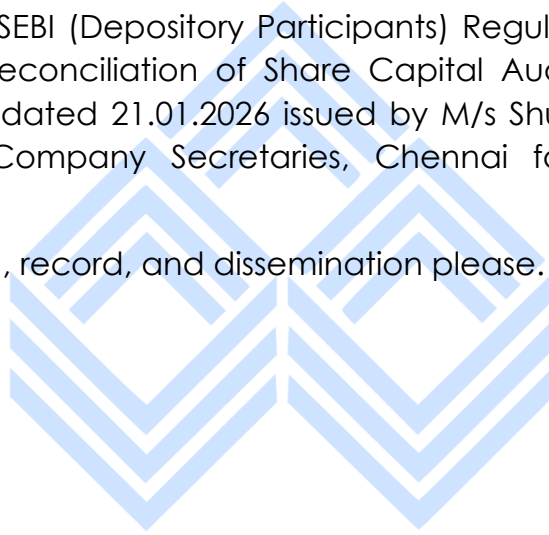 SEBI (Depository Participants) Regul
econciliation of Share Capital Au
dated 21.01.2026 issued by M/s Sh
Company Secretaries, Chennai fo
, record, and dissemination please.